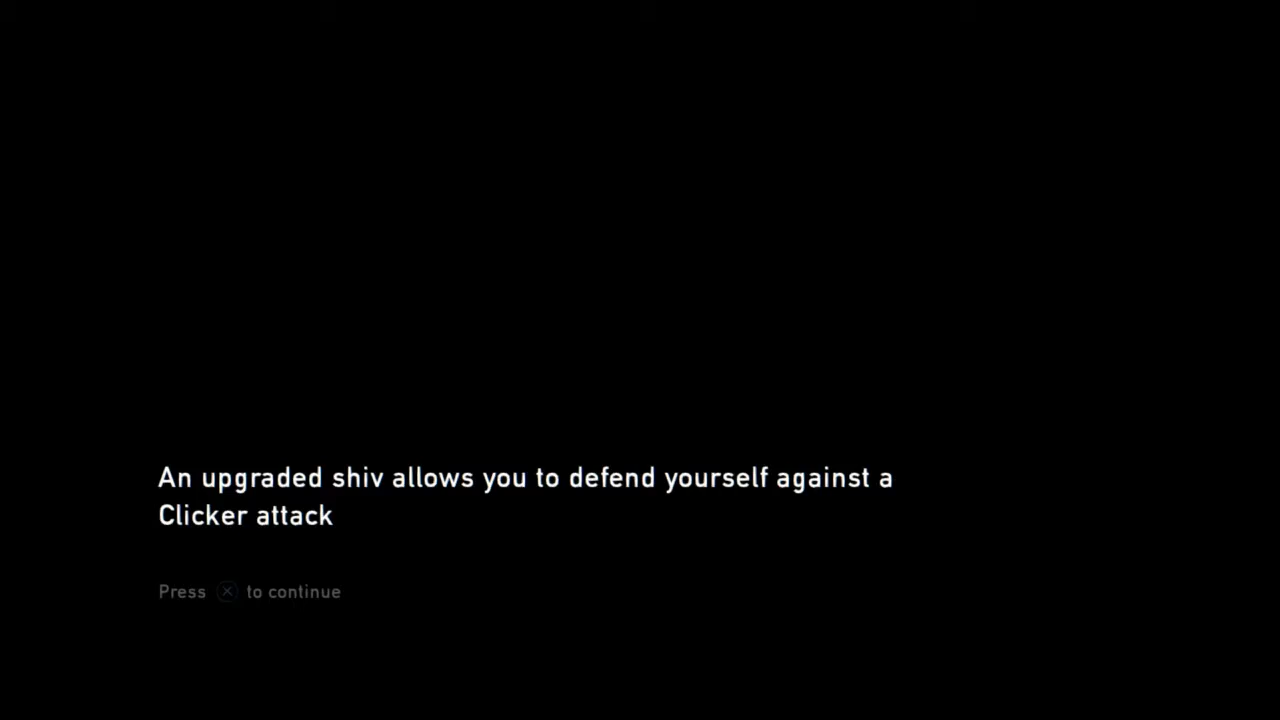 An upgraded shiv allows you to defend yourself against a
Clicker attack
Press ⓧ to continue